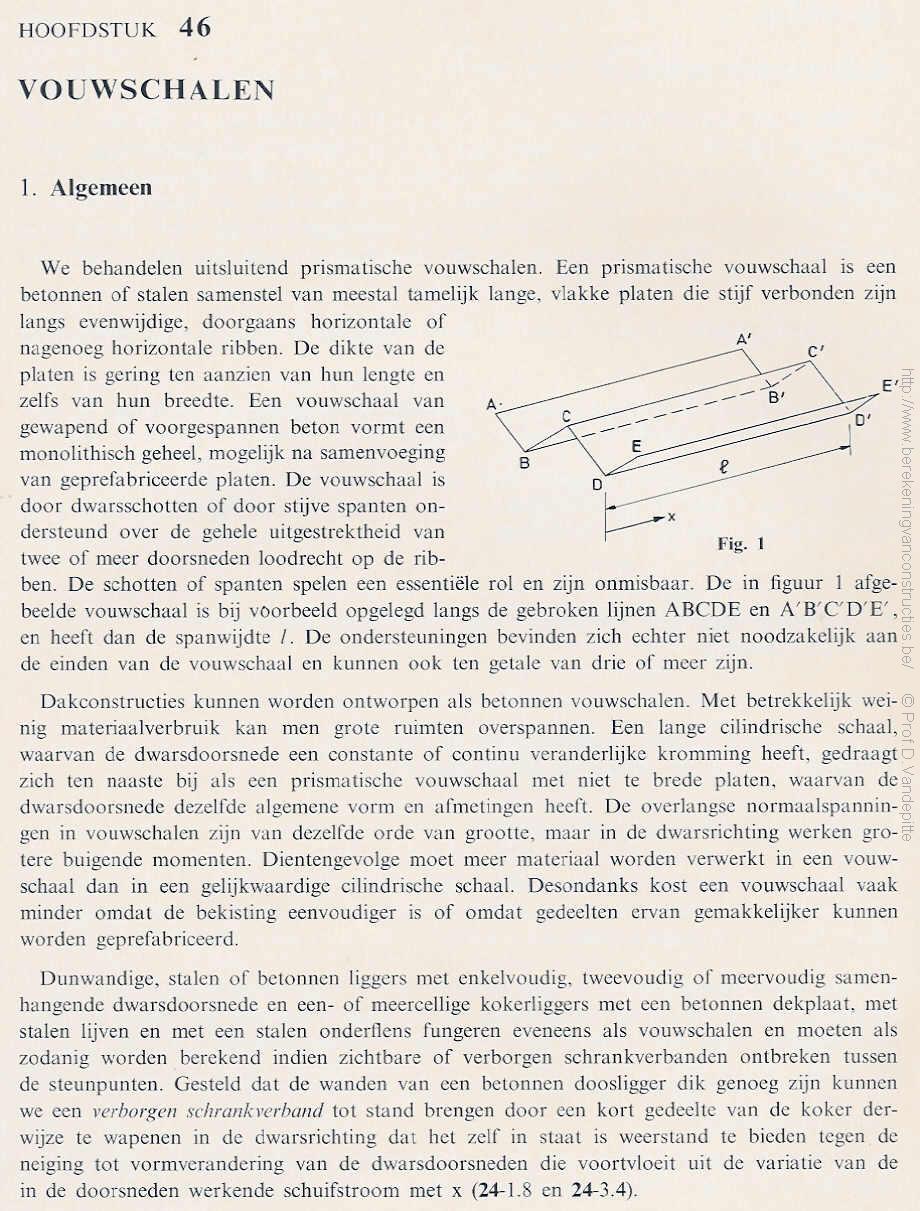 HOOFDSTUK 46
VOUWSCHALEN
1. Algemeen
We behandelen uitsluitend prismatische vouwschalen. Een prismatische vouwschaal is een
betonnen of stalen samenstel van meestal tamelijk lange, vlakke platen die stijf verbonden zijn
langs evenwijdige, doorgaans horizontale of
nagenoeg horizontale ribben. De dikte van de
platen is gering ten aanzien van hun lengte en
zelfs van hun breedte. Een vouwschaal van
gewapend of voorgespannen beton vormt een
monolithisch geheel, mogelijk na samenvoeging
van geprefabriceerde platen. De vouwschaal is
door dwarsschotten of door stijve spanten on-
dersteund over de gehele uitgestrektheid van
twee of meer doorsneden loodrecht op de rib-
A
B
C
D
E
A'
B'
C'
D'
E'
ℓ
x
Fig. 1
ben. De schotten of spanten spelen een essentiële rol en zijn onmisbaar. De in figuur 1 afge-
beelde vouwschaal is bij voorbeeld opgelegd langs de gebroken lijnen ABCDE en A'B'C'D'E',
en heeft dan de spanwijdte l. De ondersteuningen bevinden zich echter niet noodzakelijk aan
de einden van de vouwschaal en kunnen ook ten getale van drie of meer zijn.
Dakconstructies kunnen worden ontworpen als betonnen vouwschalen. Met betrekkelijk wei-
nig materiaalverbruik kan men grote ruimten overspannen. Een lange cilindrische schaal,
waarvan de dwarsdoorsnede een constante of continu veranderlijke kromming heeft, gedraagt
zich ten naaste bij als een prismatische vouwschaal met niet te brede platen, waarvan de
dwarsdoorsnede dezelfde algemene vorm en afmetingen heeft. De overlangse normaalspannin-
gen in vouwschalen zijn van dezelfde orde van grootte, maar in de dwarsrichting werken gro-
tere buigende momenten. Dientengevolge moet meer materiaal worden verwerkt in een vouw-
schaal dan in een gelijkwaardige cilindrische schaal. Desondanks kost een vouwschaal vaak
minder omdat de bekisting eenvoudiger is of omdat gedeelten ervan gemakkelijker kunnen
worden geprefabriceerd.
Dunwandige, stalen of betonnen liggers met enkelvoudig, tweevoudig of meervoudig samen-
hangende dwarsdoorsnede en een- of meercellige kokerliggers met een betonnen dekplaat, met
stalen lijven en met een stalen onderflens fungeren eveneens als vouwschalen en moeten als
zodanig worden berekend indien zichtbare of verborgen schrankverbanden ontbreken tussen
de steunpunten. Gesteld dat de wanden van een betonnen doosligger dik genoeg zijn kunnen
we een verborgen schrankverband tot stand brengen door een kort gedeelte van de koker der-
wijze te wapenen in de dwarsrichting dat het zelf in staat is weerstand te bieden tegen de
neiging tot vormverandering van de dwarsdoorsneden die voortvloeit uit de variatie van de
in de doorsneden werkende schuifstroom met x (24-1.8 en 24-3.4).
http://www.berekeningvanconstructies.be/ © Prof D Vandepitte